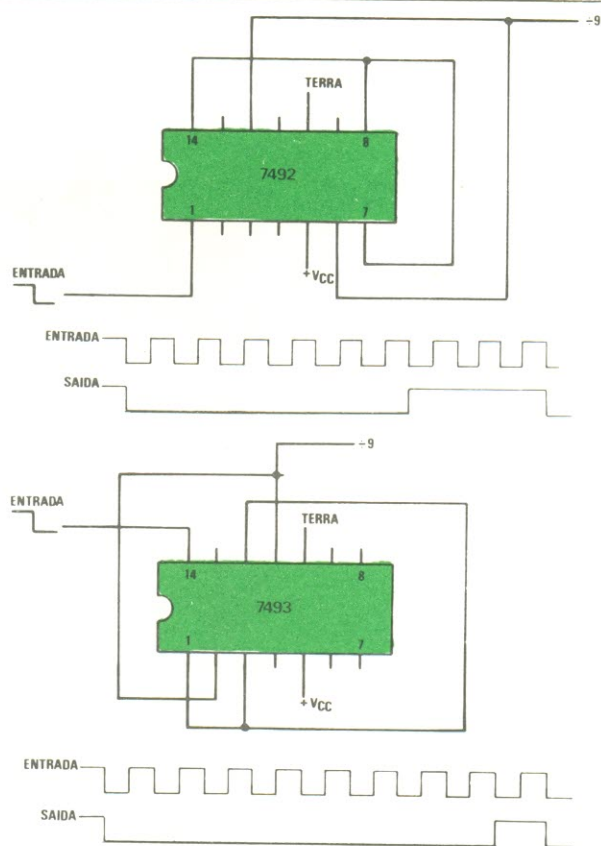 ÷9
TERRA
14
8
7492
1
7
ENTRADA
+VCC
ENTRADA
SAIDA
÷9
ENTRADA
TERRA
14
8
7493
1
7
+VCC
ENTRADA
SAIDA